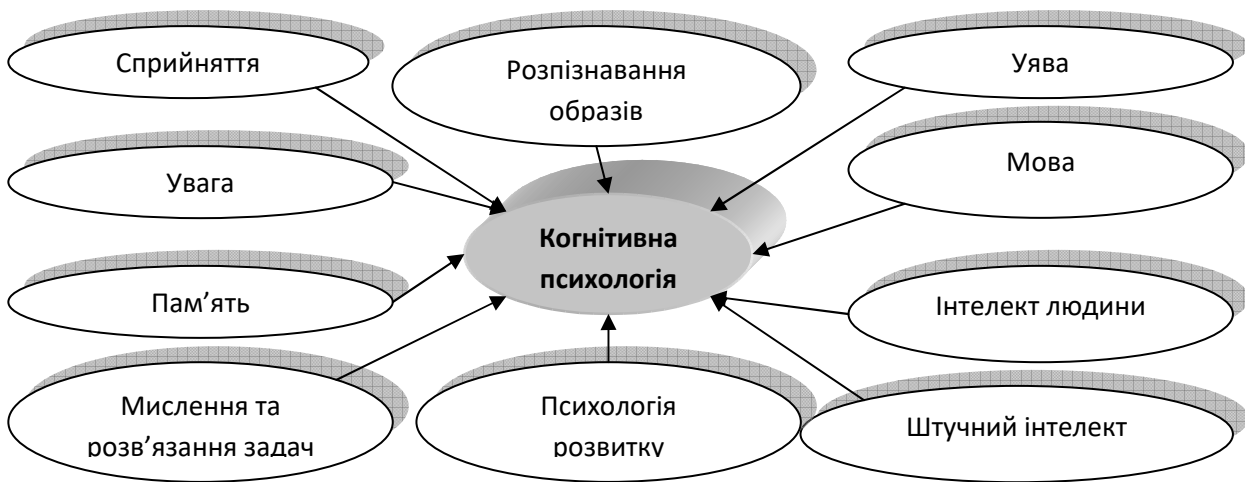 Сприйняття
Розпізнавання
образів
Уява
Увага
Мова
Когнітивна
психологія
Пам’ять
Інтелект людини
Мислення та
розв’язання задач
Психологія
розвитку
Штучний інтелект